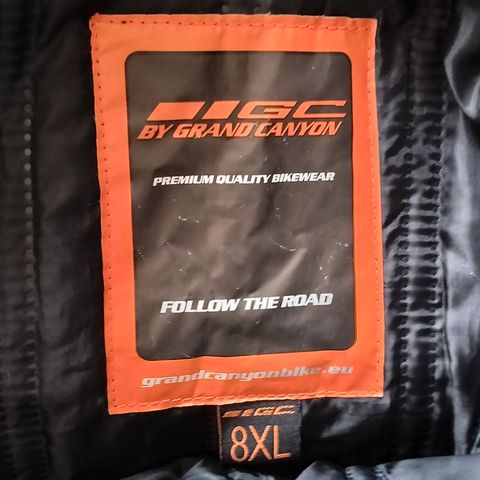 GC
BY GRAND CANYON
PREMIUM QUALITY BIKEWEAR
FOLLOW THE ROAD
grandcanyonbike.eu
GC
8XL